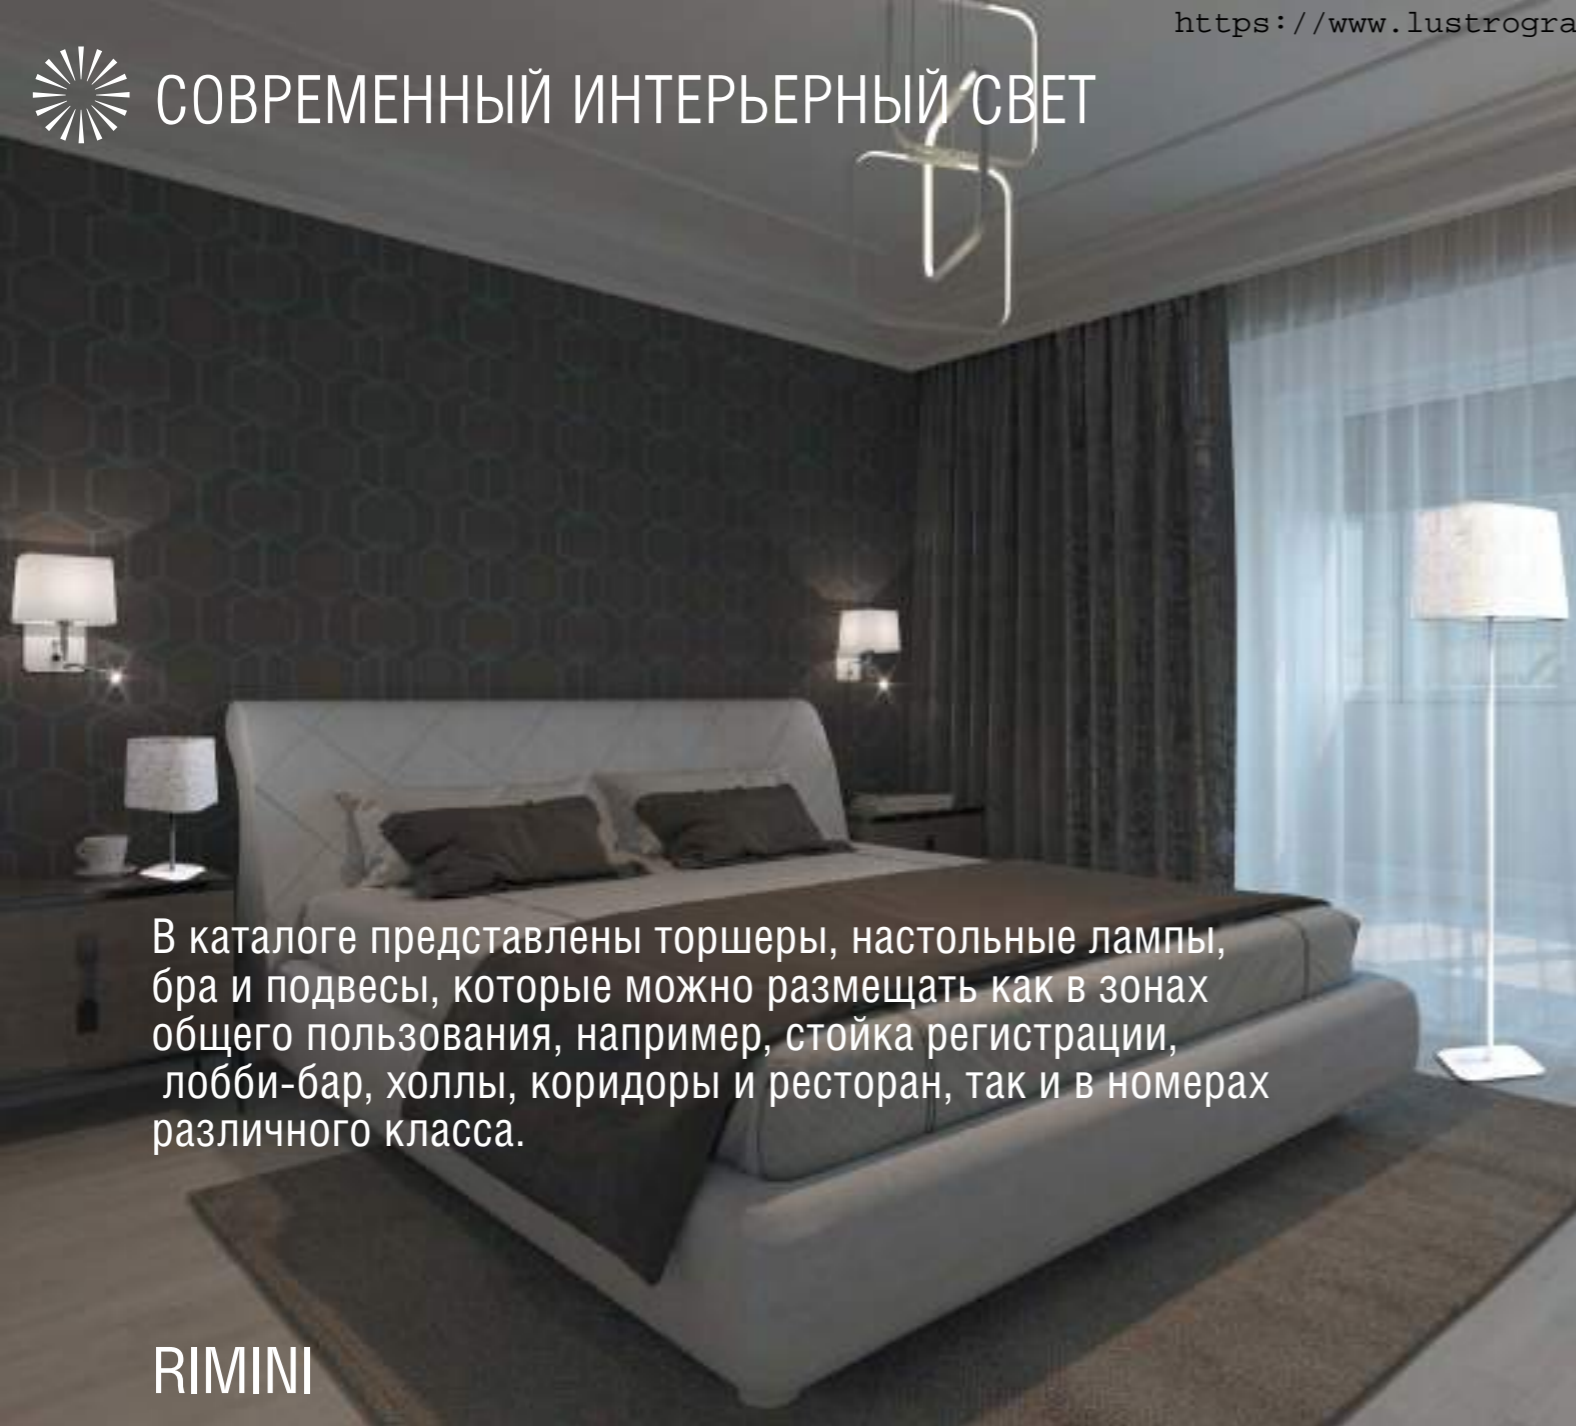 https://www.lustrogra
СОВРЕМЕННЫЙ ИНТЕРЬЕРНЫЙ СВЕТ
В каталоге представлены торшеры, настольные лампы,
бра и подвесы, которые можно размещать как в зонах
общего пользования, например, стойка регистрации,
лобби-бар, холлы, коридоры и ресторан, так и в номерах
различного класса.
RIMINI